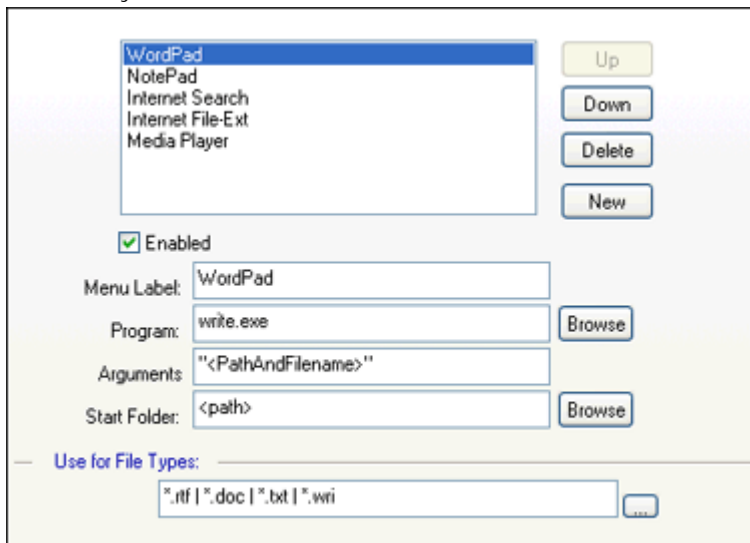 WordPad
NotePad
Internet Search
Internet File-Ext
Media Player
Up
Down
Delete
New
Enabled
Menu Label: WordPad
Program: write.exe Browse
Arguments "<PathAndFilename>"
Start Folder: <path> Browse
Use for File Types:
*.rtf | *.doc | *.txt | *.wri ...